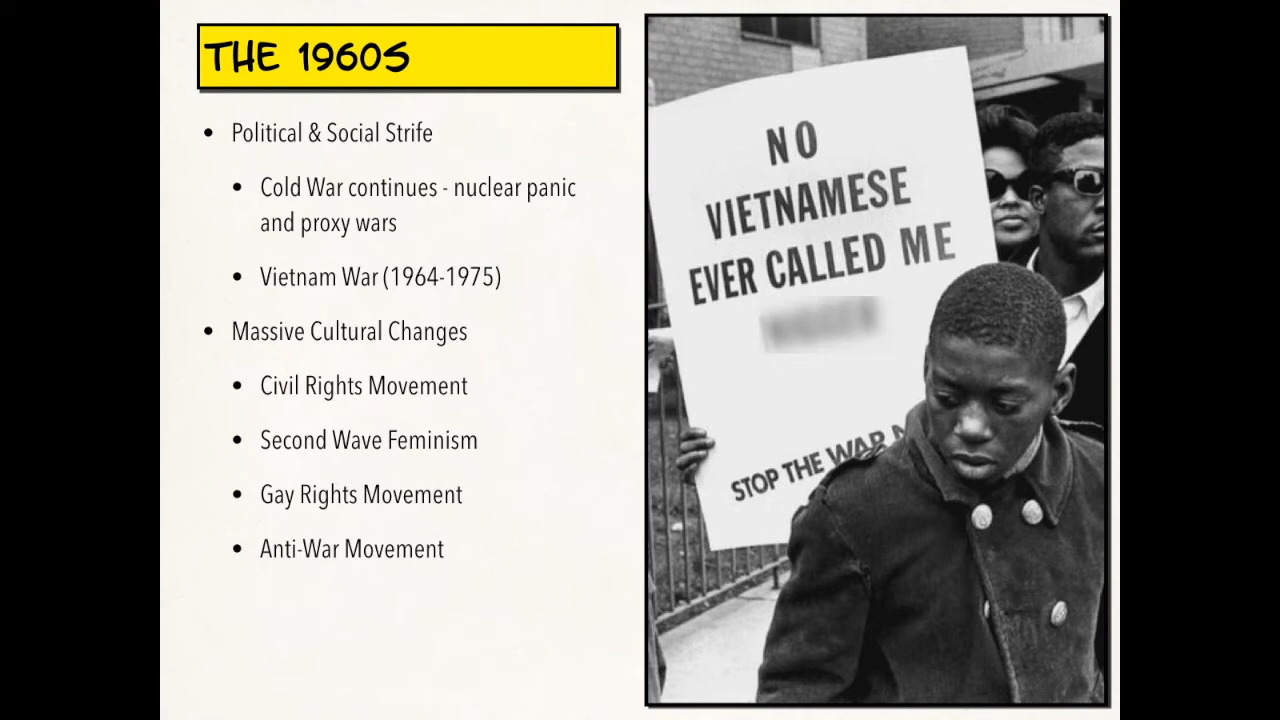 THE 1960S
• Political & Social Strife
• Cold War continues - nuclear panic
and proxy wars
• Vietnam War (1964-1975)
• Massive Cultural Changes
• Civil Rights Movement
• Second Wave Feminism
• Gay Rights Movement
• Anti-War Movement
NO
VIETNAMESE
EVER CALLED ME
STOP THE WAR